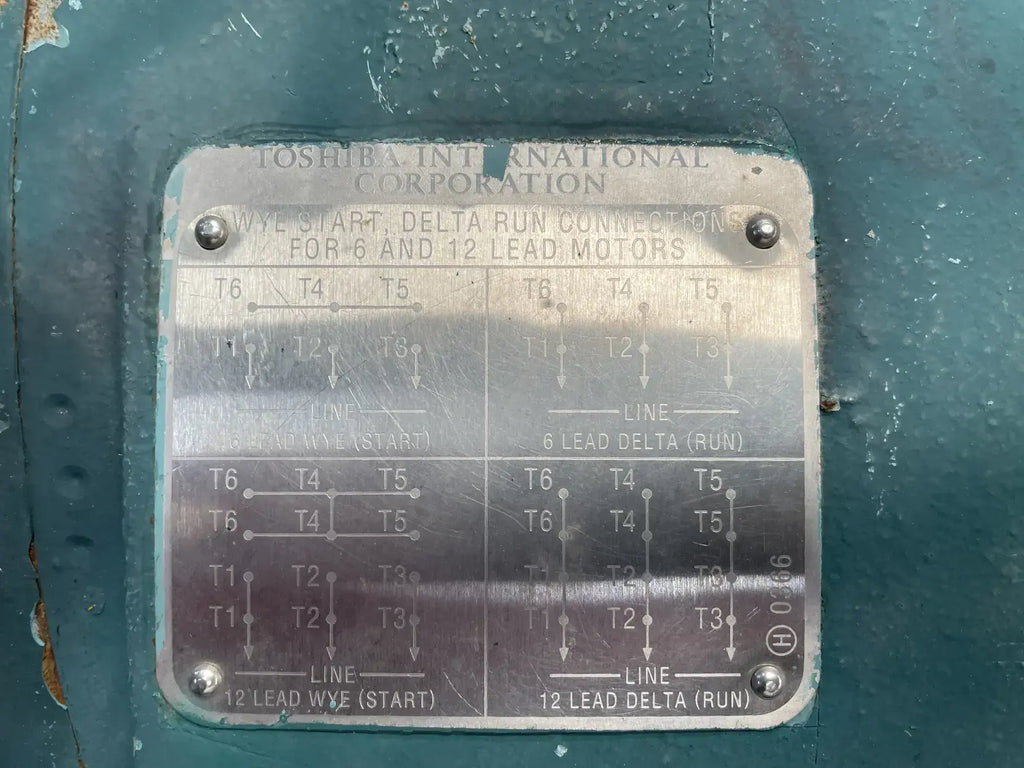 TOSHIBA INTERNATIONAL
CORPORATION
WYE START, DELTA RUN CONNECTIONS
FOR 6 AND 12 LEAD MOTORS
T6 T4 T5
T1 T2 T3
LINE
6 LEAD WYE (START)
T6 T4 T5
T1 T2 T3
LINE
6 LEAD DELTA (RUN)
T6 T4 T5
T6 T4 T5
T1 T2 T3
T1 T2 T3
LINE
12 LEAD WYE (START)
T6 T4 T5
T6 T4 T5
T1 T2 T3
T1 T2 T3
LINE
12 LEAD DELTA (RUN)